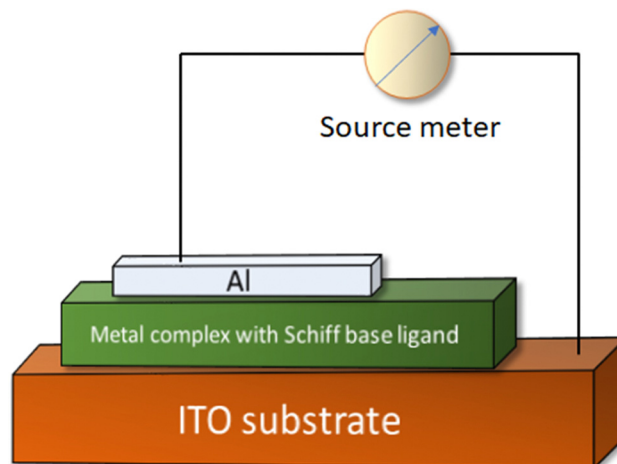 Source meter
Al
Metal complex with Schiff base ligand
ITO substrate